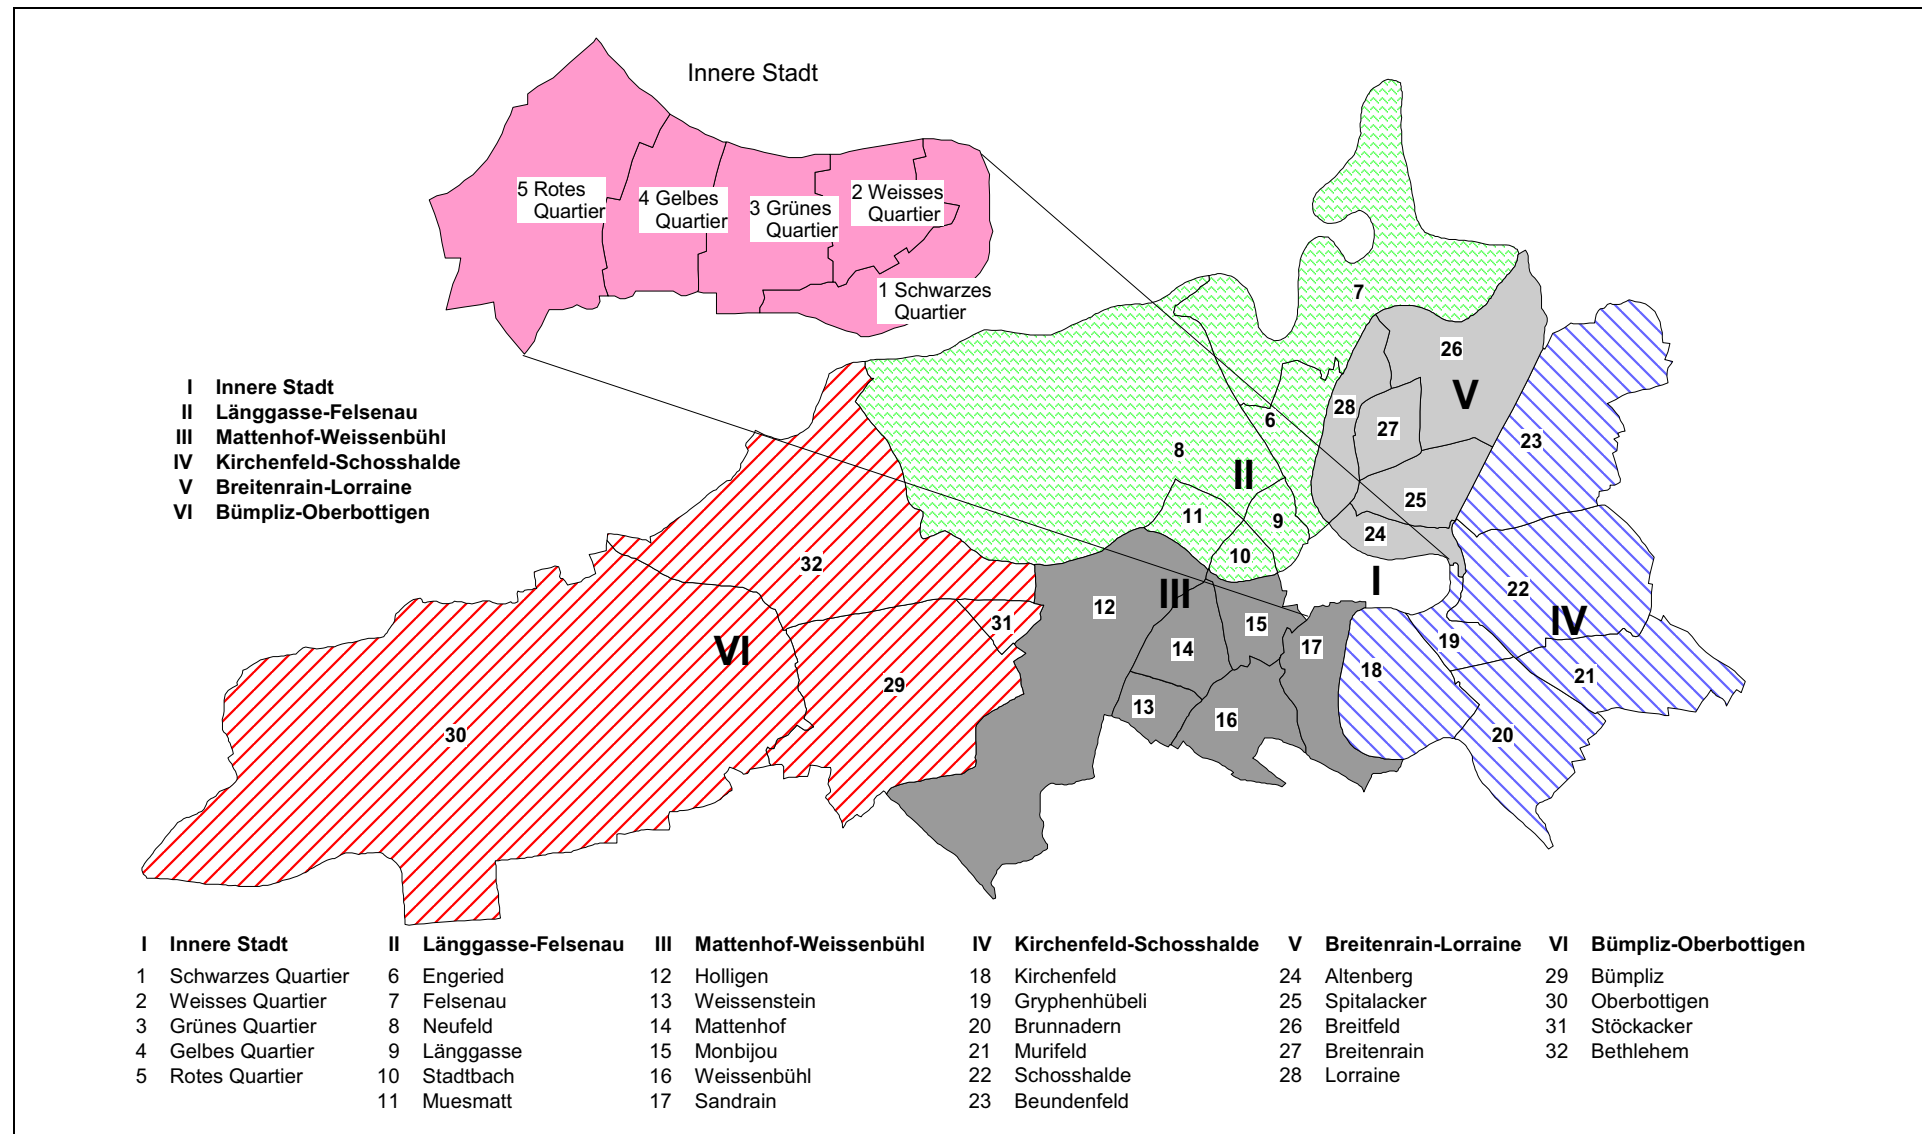 Innere Stadt
5 Rotes
Quartier
4 Gelbes
Quartier
3 Grünes
Quartier
2 Weisses
Quartier
1 Schwarzes
Quartier
I Innere Stadt
II Länggasse-Felsenau
III Mattenhof-Weissenbühl
IV Kirchenfeld-Schosshalde
V Breitenrain-Lorraine
VI Bümpliz-Oberbottigen
7
26
V
28
6
27
23
8
II
25
11
9
24
10
32
I
22
III
12
IV
31
15
19
VI
14
17
18
21
29
13
16
30
20
I Innere Stadt
1 Schwarzes Quartier
2 Weisses Quartier
3 Grünes Quartier
4 Gelbes Quartier
5 Rotes Quartier
II Länggasse-Felsenau
6 Engeried
7 Felsenau
8 Neufeld
9 Länggasse
10 Stadtbach
11 Muesmatt
III Mattenhof-Weissenbühl
12 Holligen
13 Weissenstein
14 Mattenhof
15 Monbijou
16 Weissenbühl
17 Sandrain
IV Kirchenfeld-Schosshalde
18 Kirchenfeld
19 Gryphenhübeli
20 Brunnadern
21 Murifeld
22 Schosshalde
23 Beundenfeld
V Breitenrain-Lorraine
24 Altenberg
25 Spitalacker
26 Breitfeld
27 Breitenrain
28 Lorraine
VI Bümpliz-Oberbottigen
29 Bümpliz
30 Oberbottigen
31 Stöckacker
32 Bethlehem